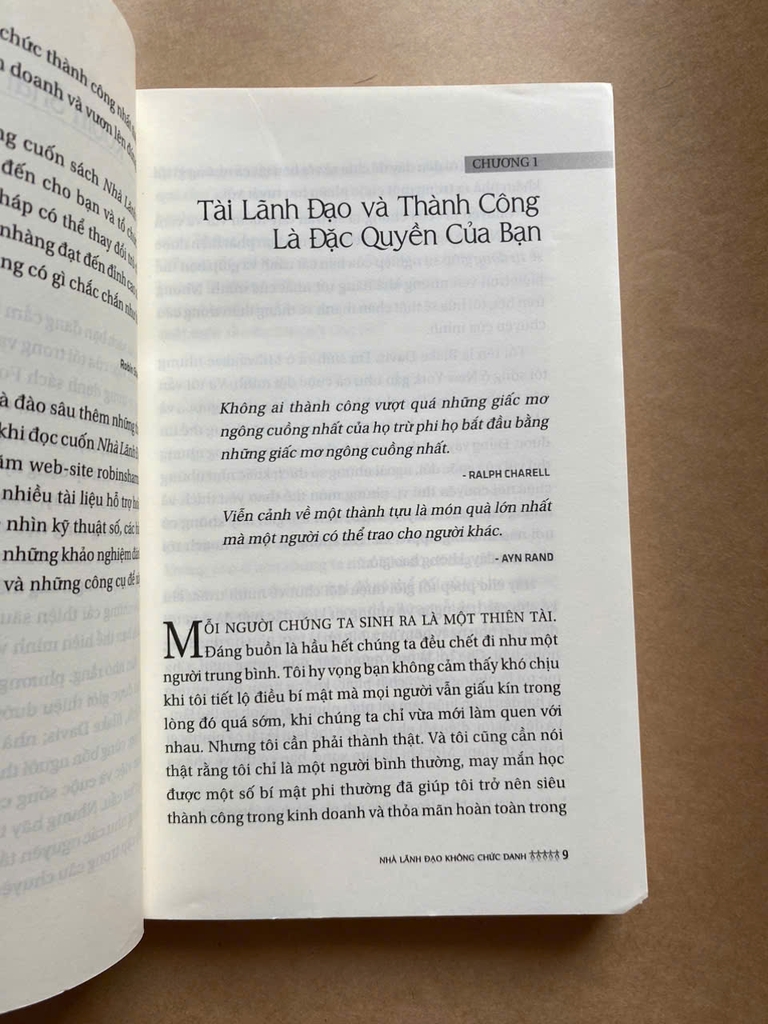 chức thành công nhất
doanh và vươn lên
cuốn sách Nhà Lãnh
đến cho bạn và tổ chức
có thể thay đổi
nhàng đạt đến đỉnh cao
có gì chắc chắn như
Robin
đào sâu thêm những
khi đọc cuốn Nhà Lãnh
web-site robinsharm
nhiều tài liệu hỗ trợ
nhìn kỹ thuật số, các
những khảo nghiệm
và những công cụ để
CHƯƠNG 1
Tài Lãnh Đạo và Thành Công
Là Đặc Quyền Của Bạn
Không ai thành công vượt quá những giấc mơ
ngông cuồng nhất của họ trừ phi họ bắt đầu bằng
những giấc mơ ngông cuồng nhất.
- RALPH CHARELL
Viễn cảnh về một thành tựu là món quà lớn nhất
mà một người có thể trao cho người khác.
- AYN RAND
MỖI NGƯỜI CHÚNG TA SINH RA LÀ MỘT THIÊN TÀI.
Đáng buồn là hầu hết chúng ta đều chết đi như một
người trung bình. Tôi hy vọng bạn không cảm thấy khó chịu
khi tôi tiết lộ điều bí mật mà mọi người vẫn giấu kín trong
lòng đó quá sớm, khi chúng ta chỉ vừa mới làm quen với
nhau. Nhưng tôi cần phải thành thật. Và tôi cũng cần nói
thật rằng tôi chỉ là một người bình thường, may mắn học
được một số bí mật phi thường đã giúp tôi trở nên siêu
thành công trong kinh doanh và thỏa mãn hoàn toàn trong
NHÀ LÃNH ĐẠO KHÔNG CHỨC DANH 9